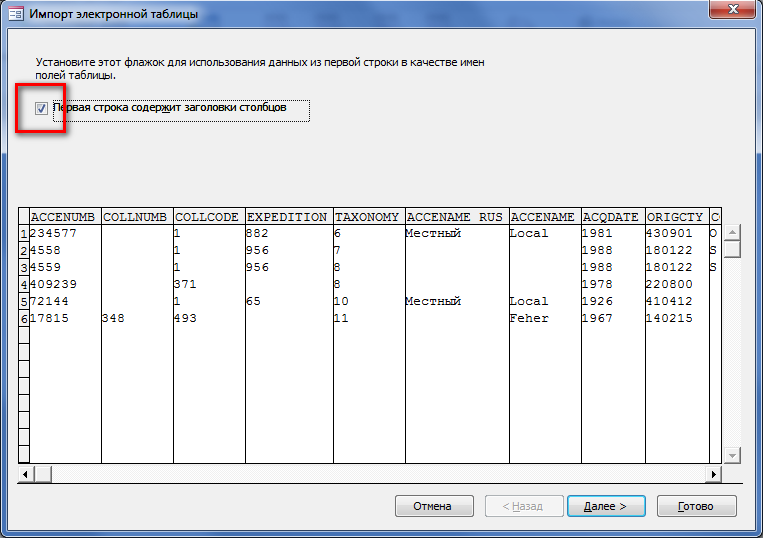 Импорт электронной таблицы
Установите этот флажок для использования данных из первой строки в качестве имен
полей таблицы.
Первая строка содержит заголовки столбцов
ACCENUMB COLLNUMB COLLCODE EXPEDITION TAXONOMY ACCENAME RUS ACCENAME ACQDATE ORIGCTY C
1 234577 1 882 6 Местный Local 1981 430901 O
2 4558 1 956 7 1988 180122 S
3 4559 1 956 8 1988 180122 S
4 409239 371 8 1978 220800
5 72144 1 65 10 Местный Local 1926 410412
6 17815 348 493 11 Feher 1967 140215
Отмена < Назад Далее > Готово